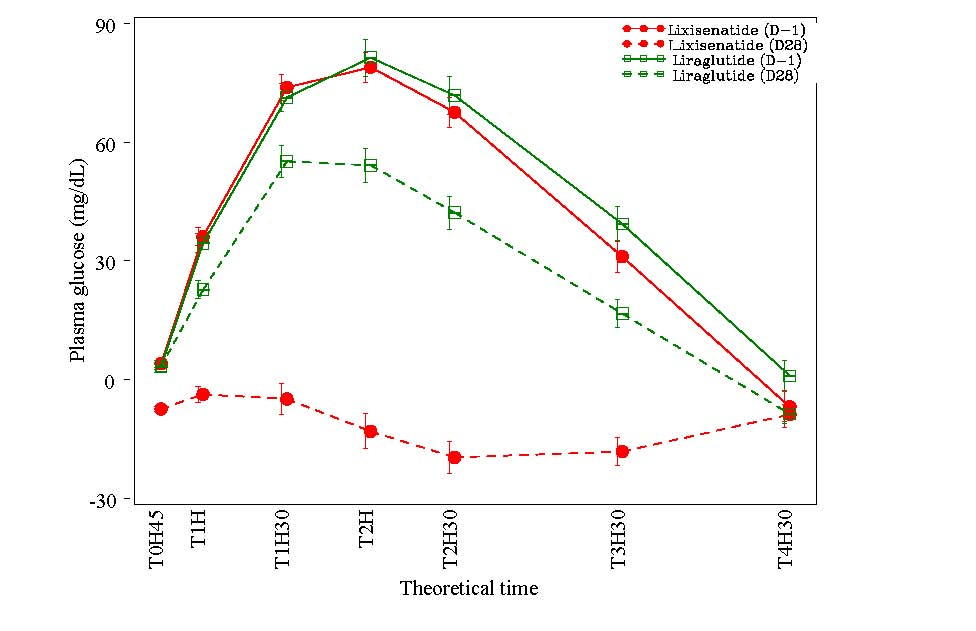 90
60
30
0
-30
Plasma glucose (mg/dL)
Lixisenatide (D−1)
Lixisenatide (D28)
Liraglutide (D−1)
Liraglutide (D28)
T0H45
T1H
T1H30
T2H
T2H30
T3H30
T4H30
Theoretical time